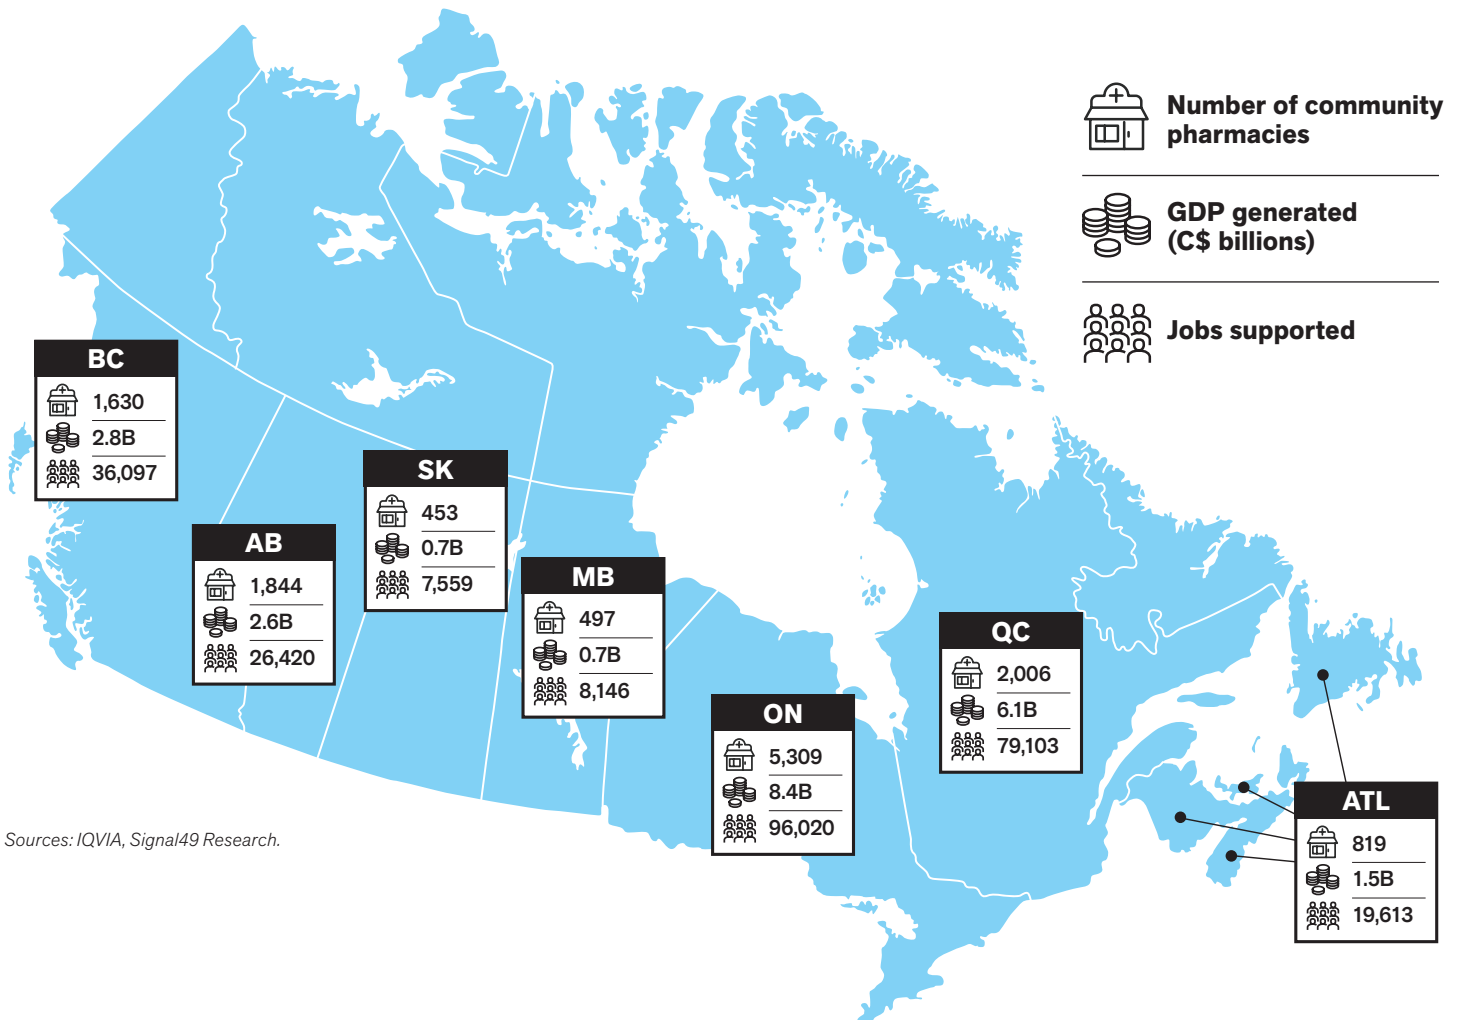 Number of community
pharmacies
GDP generated
(C$ billions)
Jobs supported
BC
1,630
2.8B
36,097
AB
1,844
2.6B
26,420
SK
453
0.7B
7,559
MB
497
0.7B
8,146
ON
5,309
8.4B
96,020
QC
2,006
6.1B
79,103
ATL
819
1.5B
19,613
Sources: IQVIA, Signal49 Research.